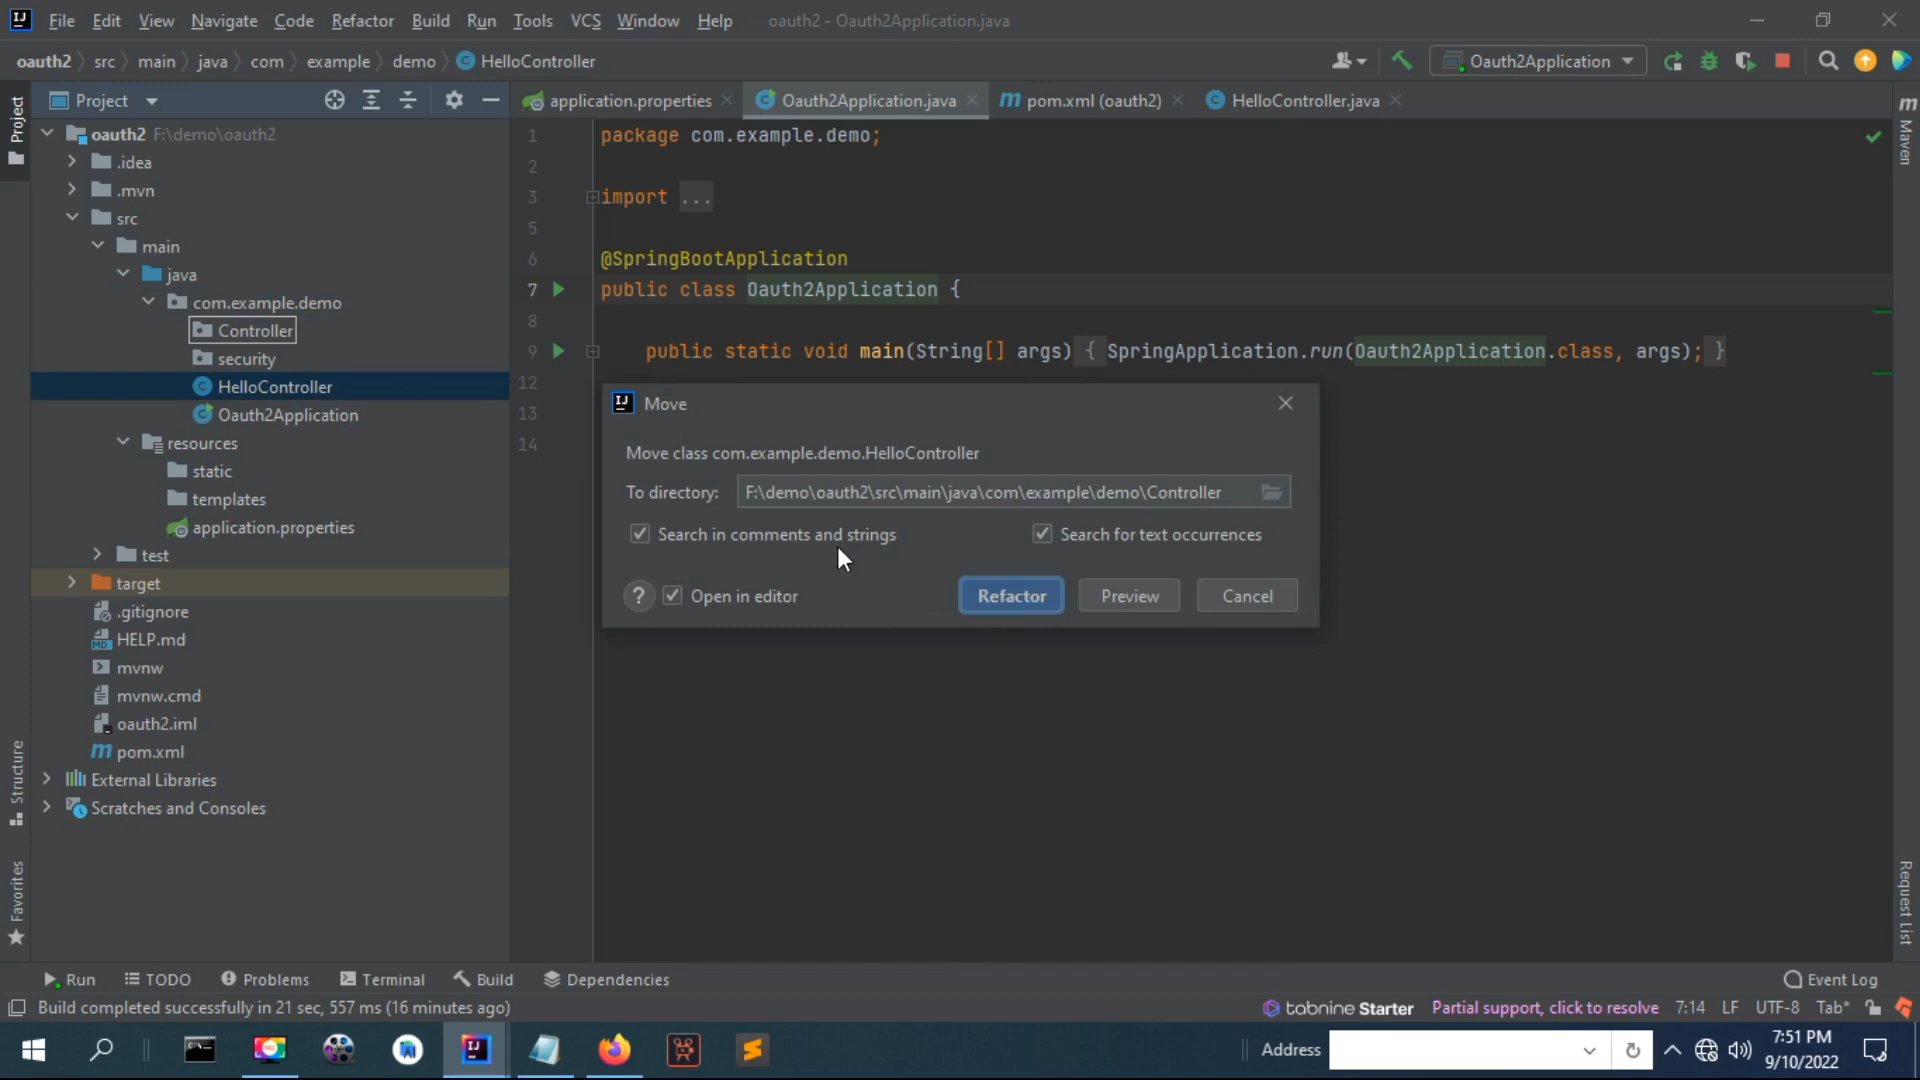 File Edit View Navigate Code Refactor Build Run Tools VCS Window Help oauth2 - Oauth2Application.java
oauth2 src main java com example demo HelloController Oauth2Application
Project
application.properties Oauth2Application.java pom.xml (oauth2) HelloController.java
Project
Maven
oauth2 F:\demo\oauth2
.idea
.mvn
src
main
java
com.example.demo
Controller
security
HelloController
Oauth2Application
resources
static
templates
application.properties
test
target
.gitignore
HELP.md
mvnw
mvnw.cmd
oauth2.iml
pom.xml
External Libraries
Scratches and Consoles
Structure
Favorites
1 package com.example.demo;
2
3 import ...
5
6 @SpringBootApplication
7 public class Oauth2Application {
8
9 public static void main(String[] args) { SpringApplication.run(Oauth2Application.class, args); }
12
13
14
Move
Move class com.example.demo.HelloController
To directory: F:\demo\oauth2\src\main\java\com\example\demo\Controller
Search in comments and strings Search for text occurrences
? Open in editor Refactor Preview Cancel
Request List
Run TODO Problems Terminal Build Dependencies Event Log
Build completed successfully in 21 sec, 557 ms (16 minutes ago) tabnine Starter Partial support, click to resolve 7:14 LF UTF-8 Tab*
Address
7:51 PM
9/10/2022